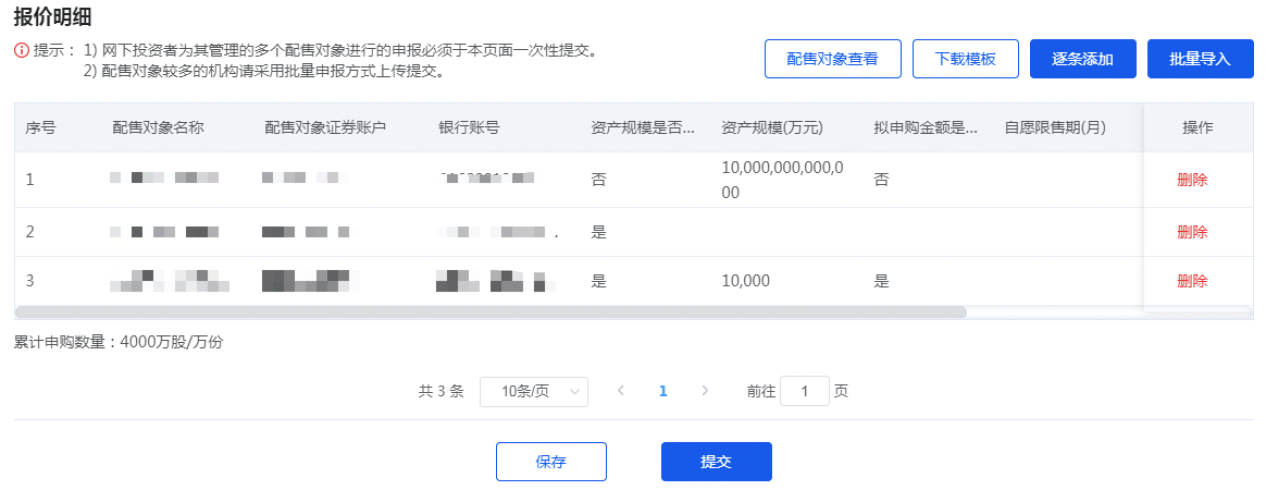 报价明细
提示： 1) 网下投资者为其管理的多个配售对象进行的申报必须于本页面一次性提交。
2) 配售对象较多的机构请采用批量申报方式上传提交。
配售对象查看 下载模板 逐条添加 批量导入
序号 配售对象名称 配售对象证券账户 银行账号 资产规模是否... 资产规模(万元) 拟申购金额是... 自愿限售期(月) 操作
1 否 10,000,000,000,0 否 删除
00
2 是 删除
3 是 10,000 是 删除
累计申购数量：4000万股/万份
共 3 条 10条/页 < 1 > 前往 1 页
保存 提交